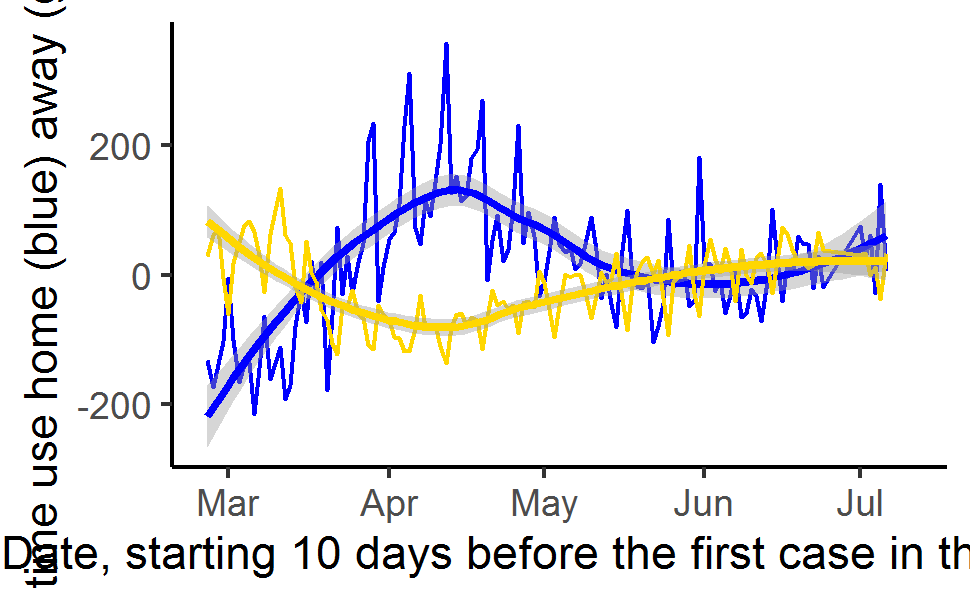 time use home (blue) away (
200
0
-200
Mar Apr May Jun Jul
Date, starting 10 days before the first case in th